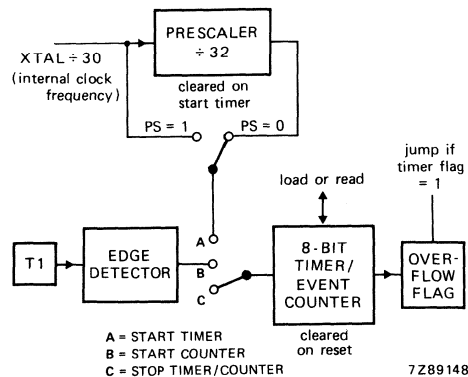 PRESCALER
÷ 32
XTAL ÷ 30
(internal clock
frequency)
cleared on
start timer
PS = 1
PS = 0
jump if
timer flag
= 1
load or read
A
T1
EDGE
DETECTOR
B
C
8-BIT
TIMER/
EVENT
COUNTER
OVER-
FLOW
FLAG
cleared
on reset
A = START TIMER
B = START COUNTER
C = STOP TIMER/COUNTER
7Z89148